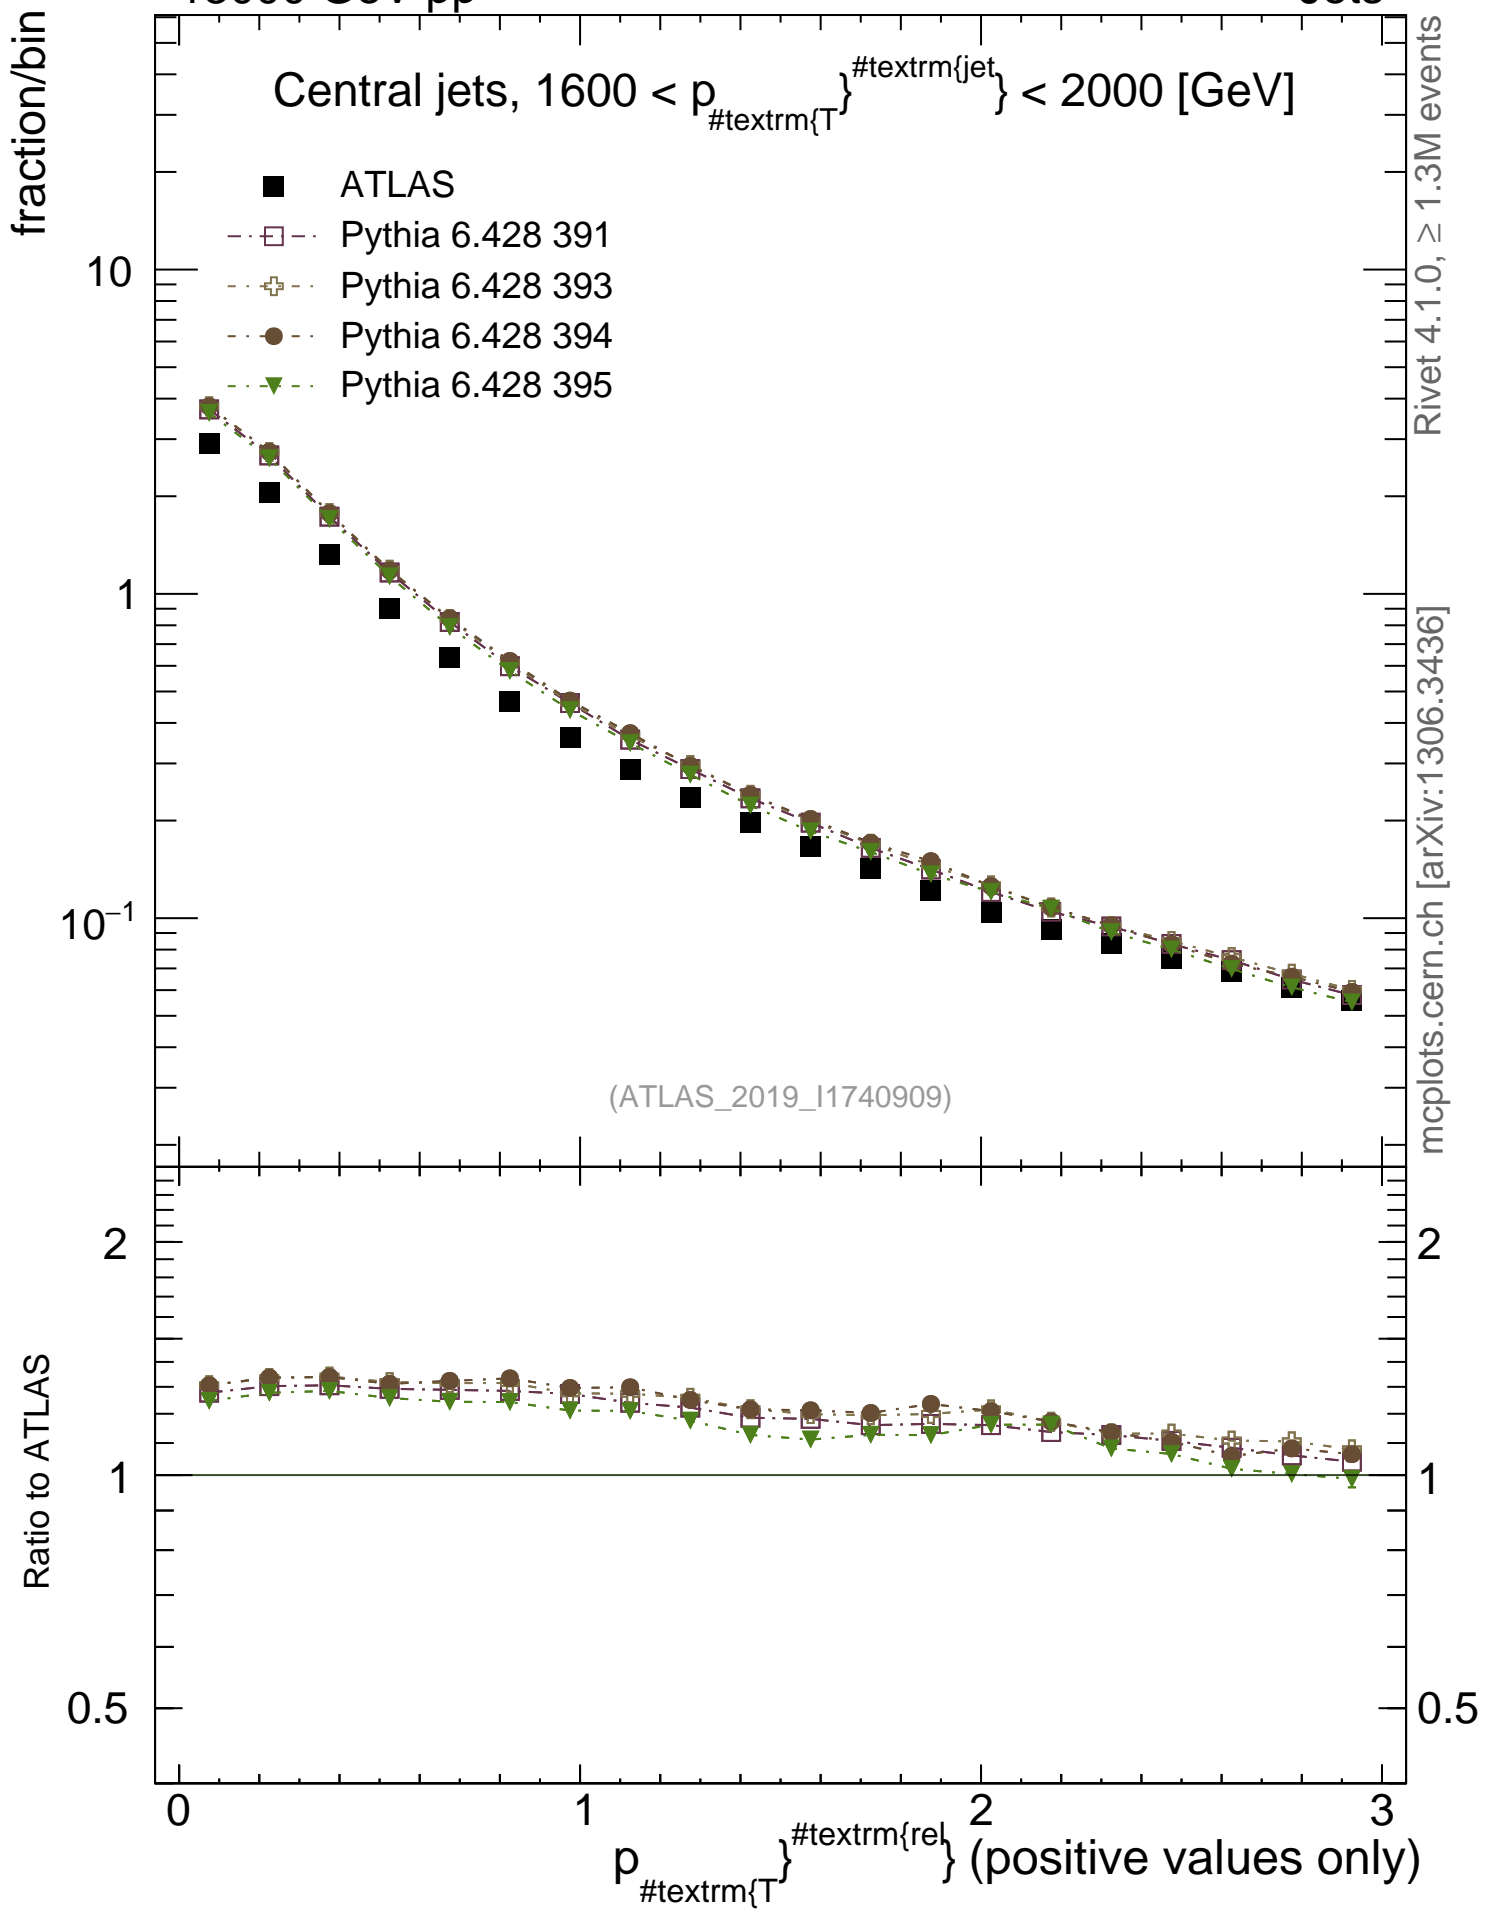 fraction/bin
Central jets, 1600 < p_#textrm{T}^#textrm{jet} < 2000 [GeV]
ATLAS
Pythia 6.428 391
Pythia 6.428 393
Pythia 6.428 394
Pythia 6.428 395
10
1
10⁻¹
(ATLAS_2019_I1740909)
Rivet 4.1.0, ≥ 1.3M events
mcplots.cern.ch [arXiv:1306.3436]
Ratio to ATLAS
2
1
0.5
2
1
0.5
0 1 2 3
p_#textrm{T}^#textrm{rel} (positive values only)